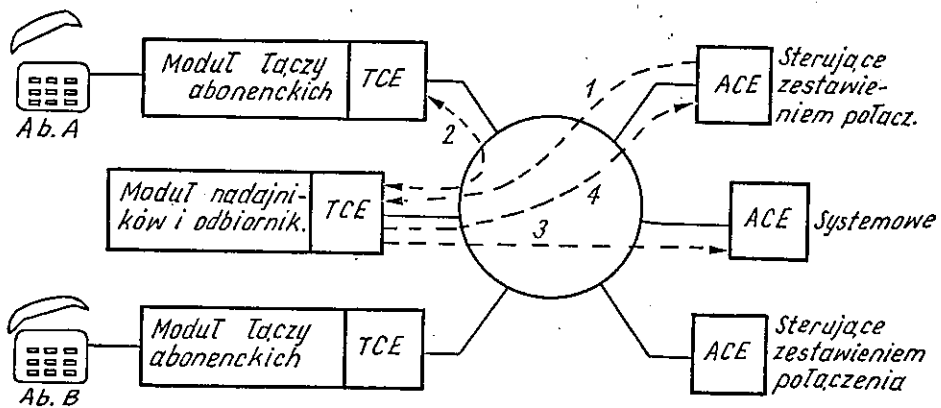 Moduł łączy
abonenckich
TCE
Ab. A
1
2
ACE
Sterujące
zestawie-
niem połącz.
Moduł nadajni-
ków i odbiornik.
TCE
4
3
ACE
Systemowe
Moduł łączy
abonenckich
TCE
Ab. B
ACE
Sterujące
zestawieniem
połączenia